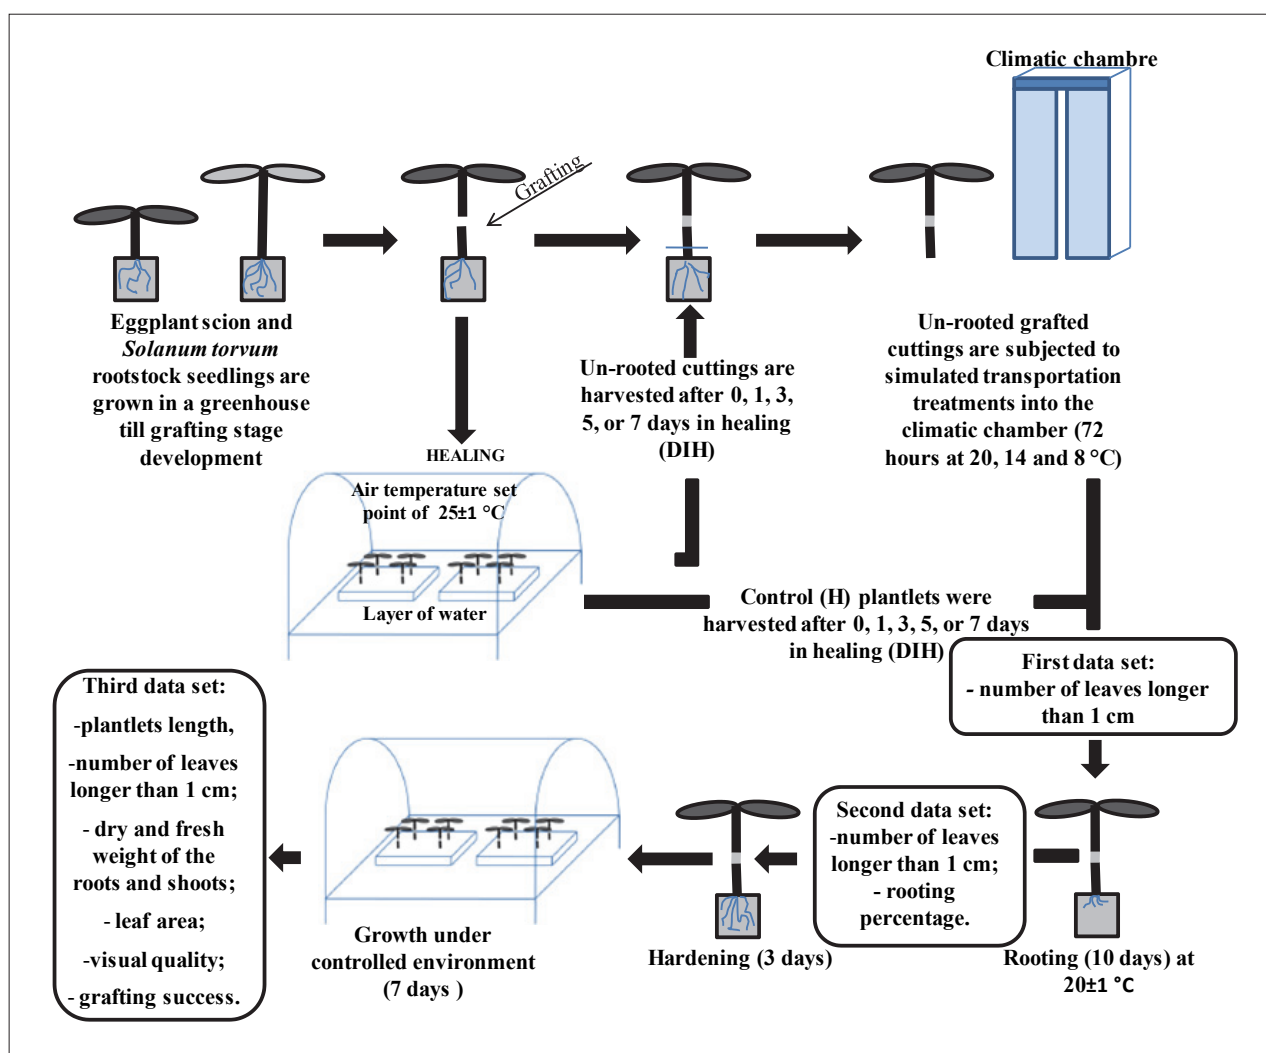 Climatic chambre
Grafting
Eggplant scion and
Solanum torvum
rootstock seedlings are
grown in a greenhouse
till grafting stage
development
Un-rooted cuttings are
harvested after 0, 1, 3,
5, or 7 days in healing
(DIH)
Un-rooted grafted
cuttings are subjected to
simulated transportation
treatments into the
climatic chamber (72
hours at 20, 14 and 8 °C)
HEALING
Air temperature set
point of 25±1 °C
Layer of water
Control (H) plantlets were
harvested after 0, 1, 3, 5, or 7 days
in healing (DIH)
First data set:
- number of leaves longer
than 1 cm
Rooting (10 days) at
20±1 °C
Second data set:
-number of leaves
longer than 1 cm;
- rooting
percentage.
Hardening (3 days)
Growth under
controlled environment
(7 days )
Third data set:
-plantlets length,
-number of leaves
longer than 1 cm;
- dry and fresh
weight of the
roots and shoots;
- leaf area;
-visual quality;
- grafting success.